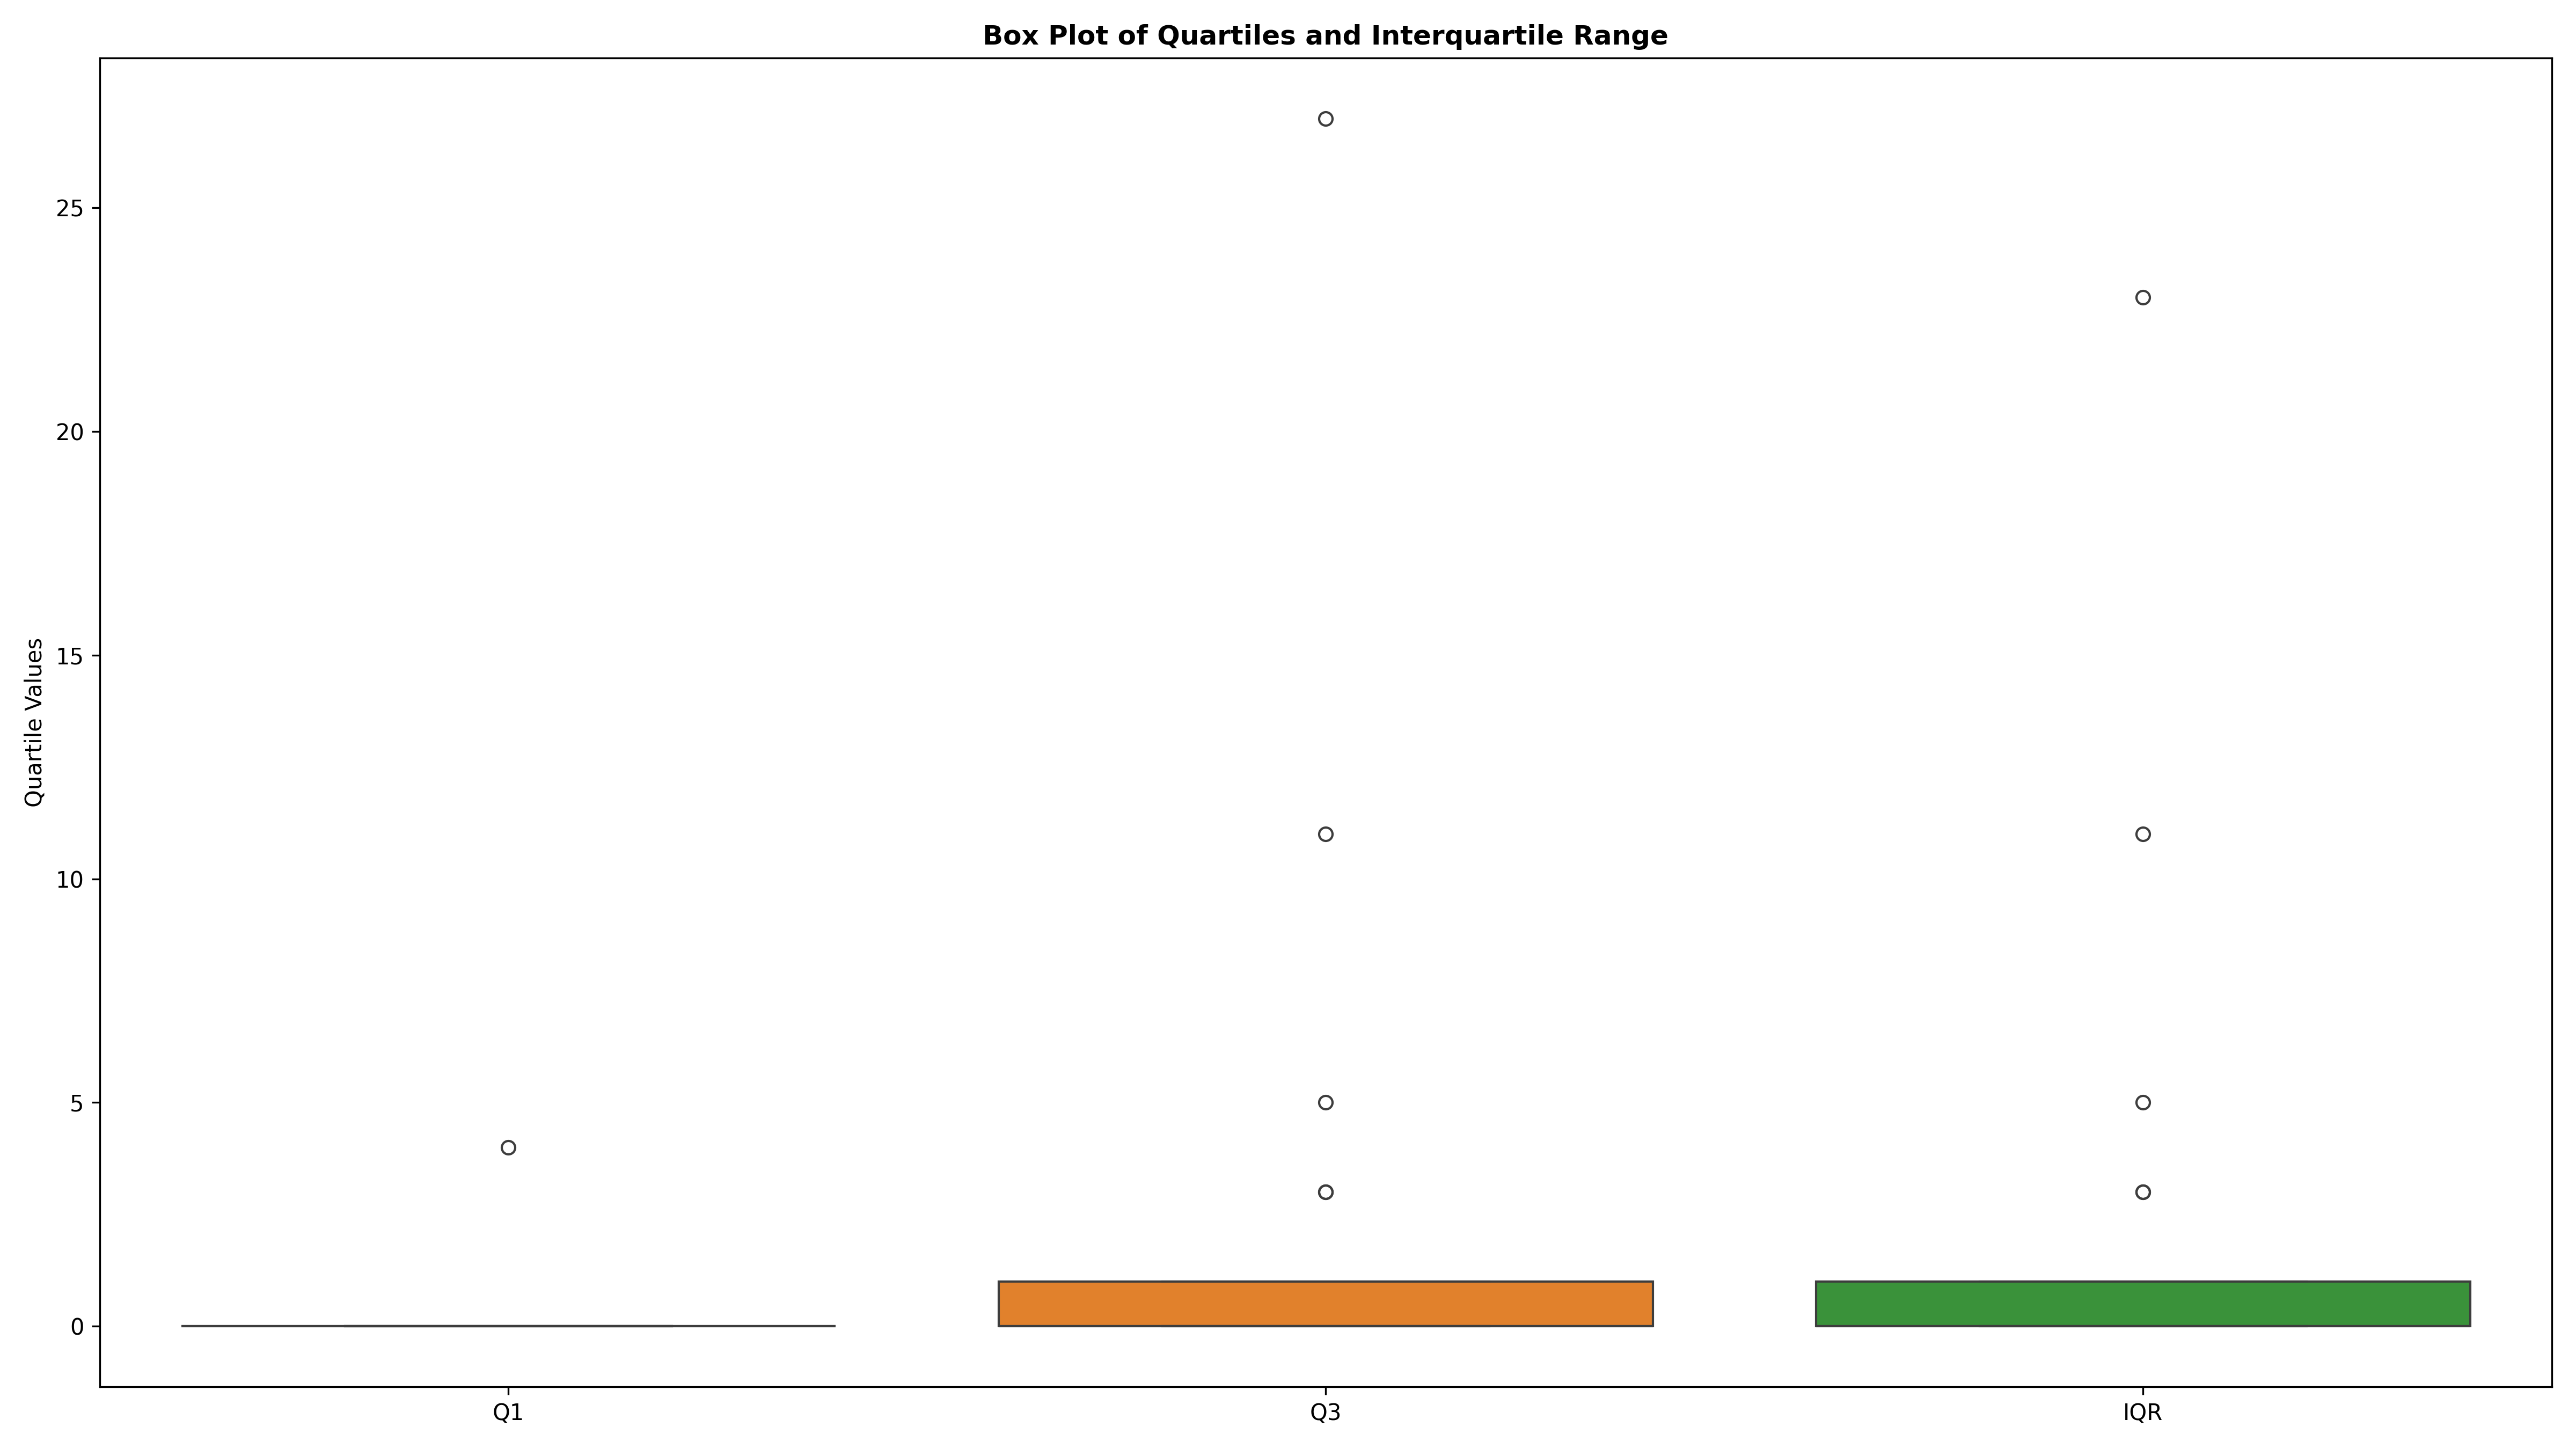 Box Plot of Quartiles and Interquartile Range
Quartile Values
25
20
15
10
5
0
Q1
Q3
IQR